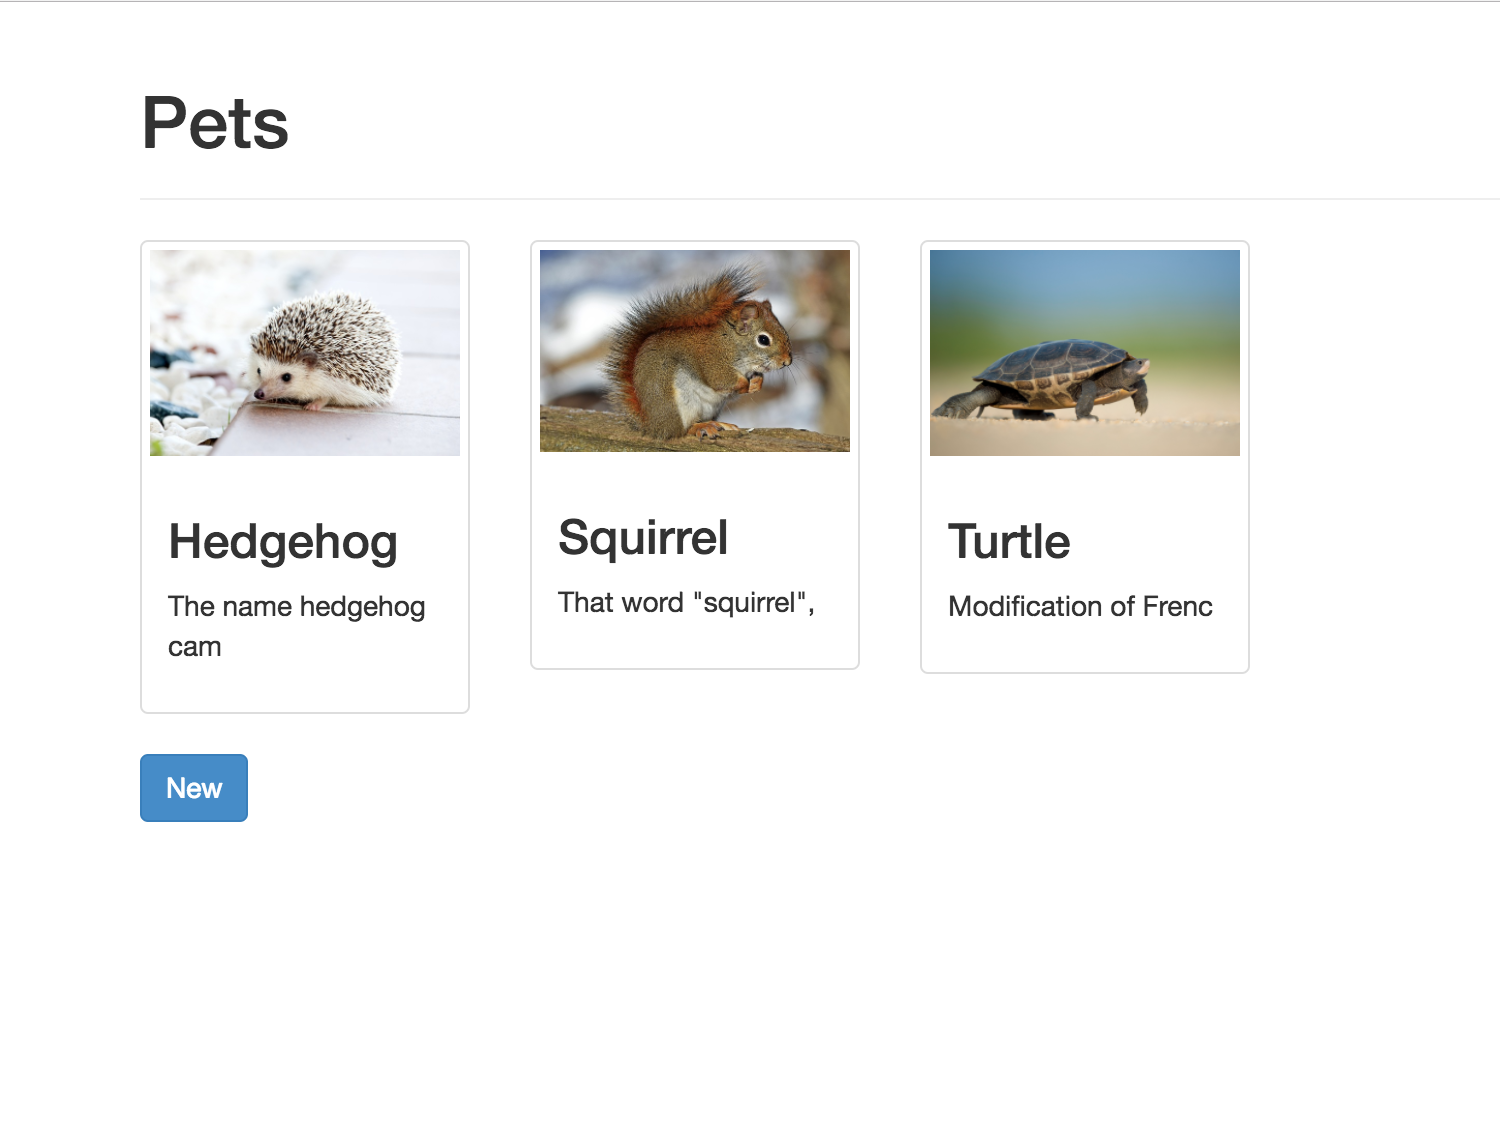 Pets
Hedgehog
The name hedgehog
cam
Squirrel
That word "squirrel",
Turtle
Modification of Frenc
New